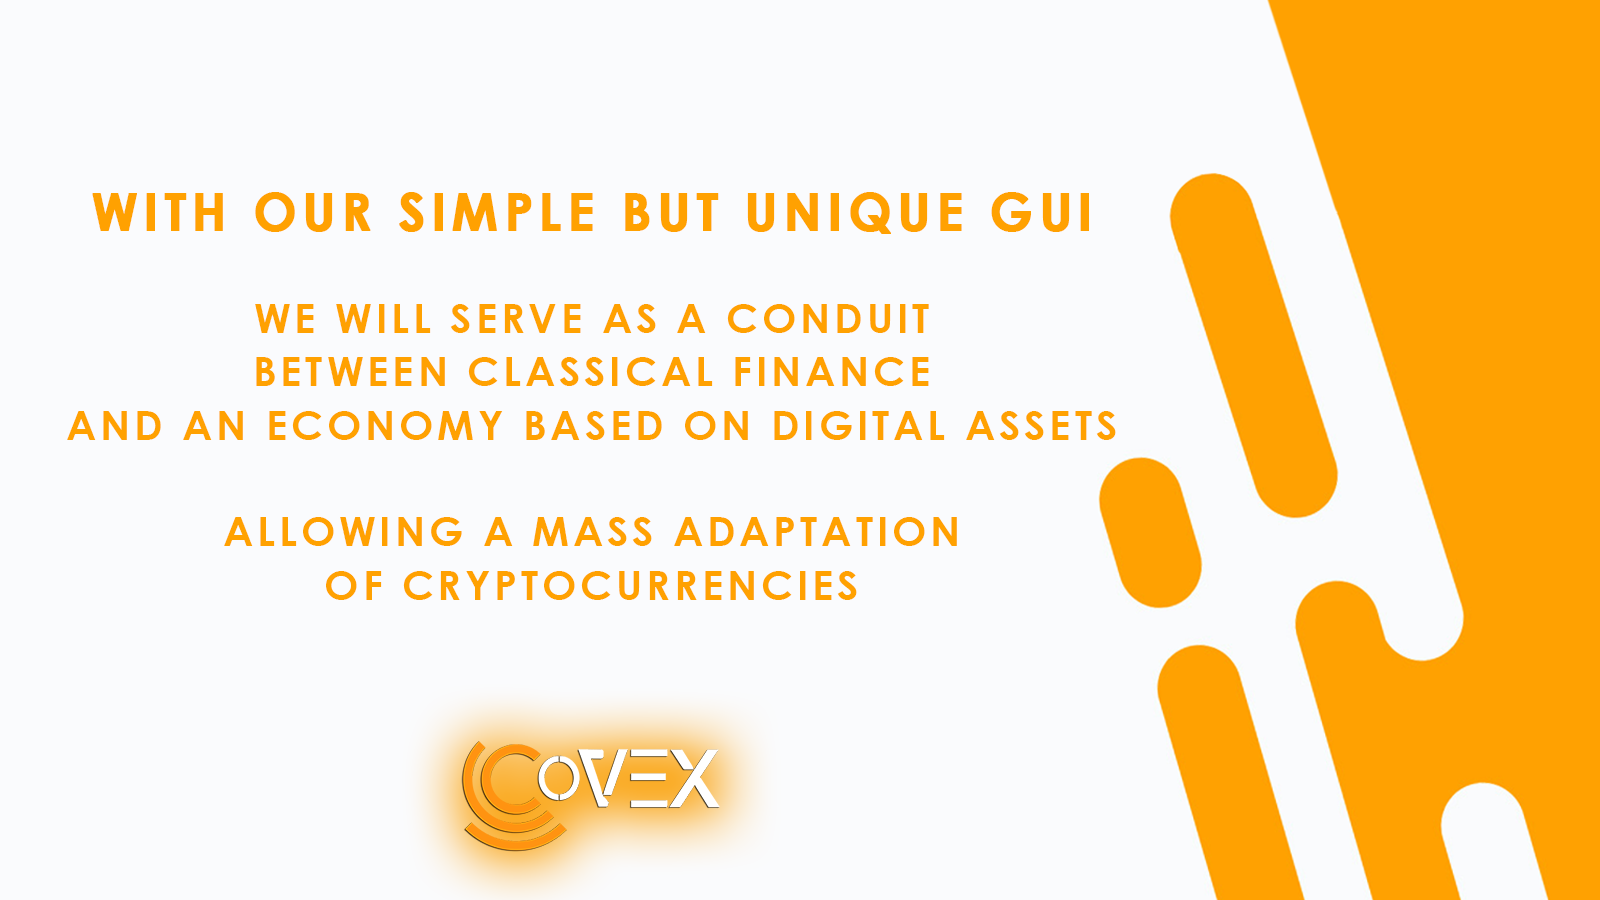 WITH OUR SIMPLE BUT UNIQUE GUI
WE WILL SERVE AS A CONDUIT
BETWEEN CLASSICAL FINANCE
AND AN ECONOMY BASED ON DIGITAL ASSETS
ALLOWING A MASS ADAPTATION
OF CRYPTOCURRENCIES
COVEX